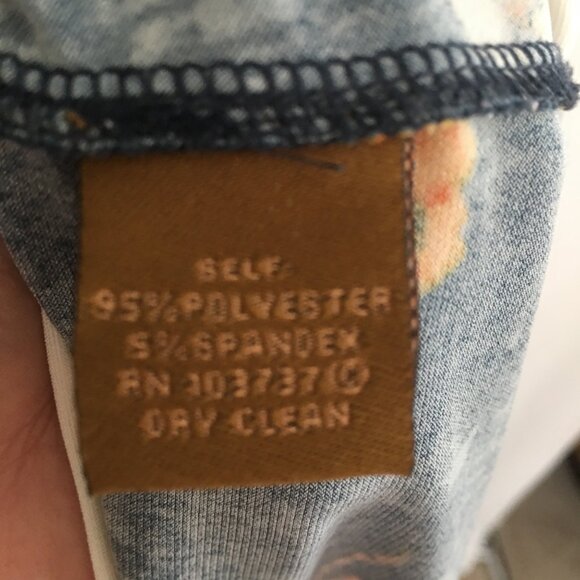 SELF:
95% POLYESTER
5% SPANDEX
RN 103737 ©
DRY CLEAN